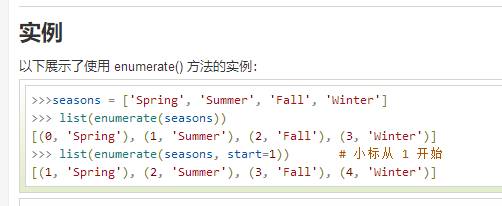 实例
以下展示了使用 enumerate() 方法的实例：
>>>seasons = ['Spring', 'Summer', 'Fall', 'Winter']
>>> list(enumerate(seasons))
[(0, 'Spring'), (1, 'Summer'), (2, 'Fall'), (3, 'Winter')]
>>> list(enumerate(seasons, start=1))       # 小标从 1 开始
[(1, 'Spring'), (2, 'Summer'), (3, 'Fall'), (4, 'Winter')]